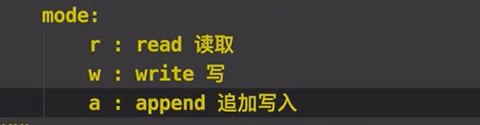 mode:
r : read 读取
w : write 写
a : append 追加写入